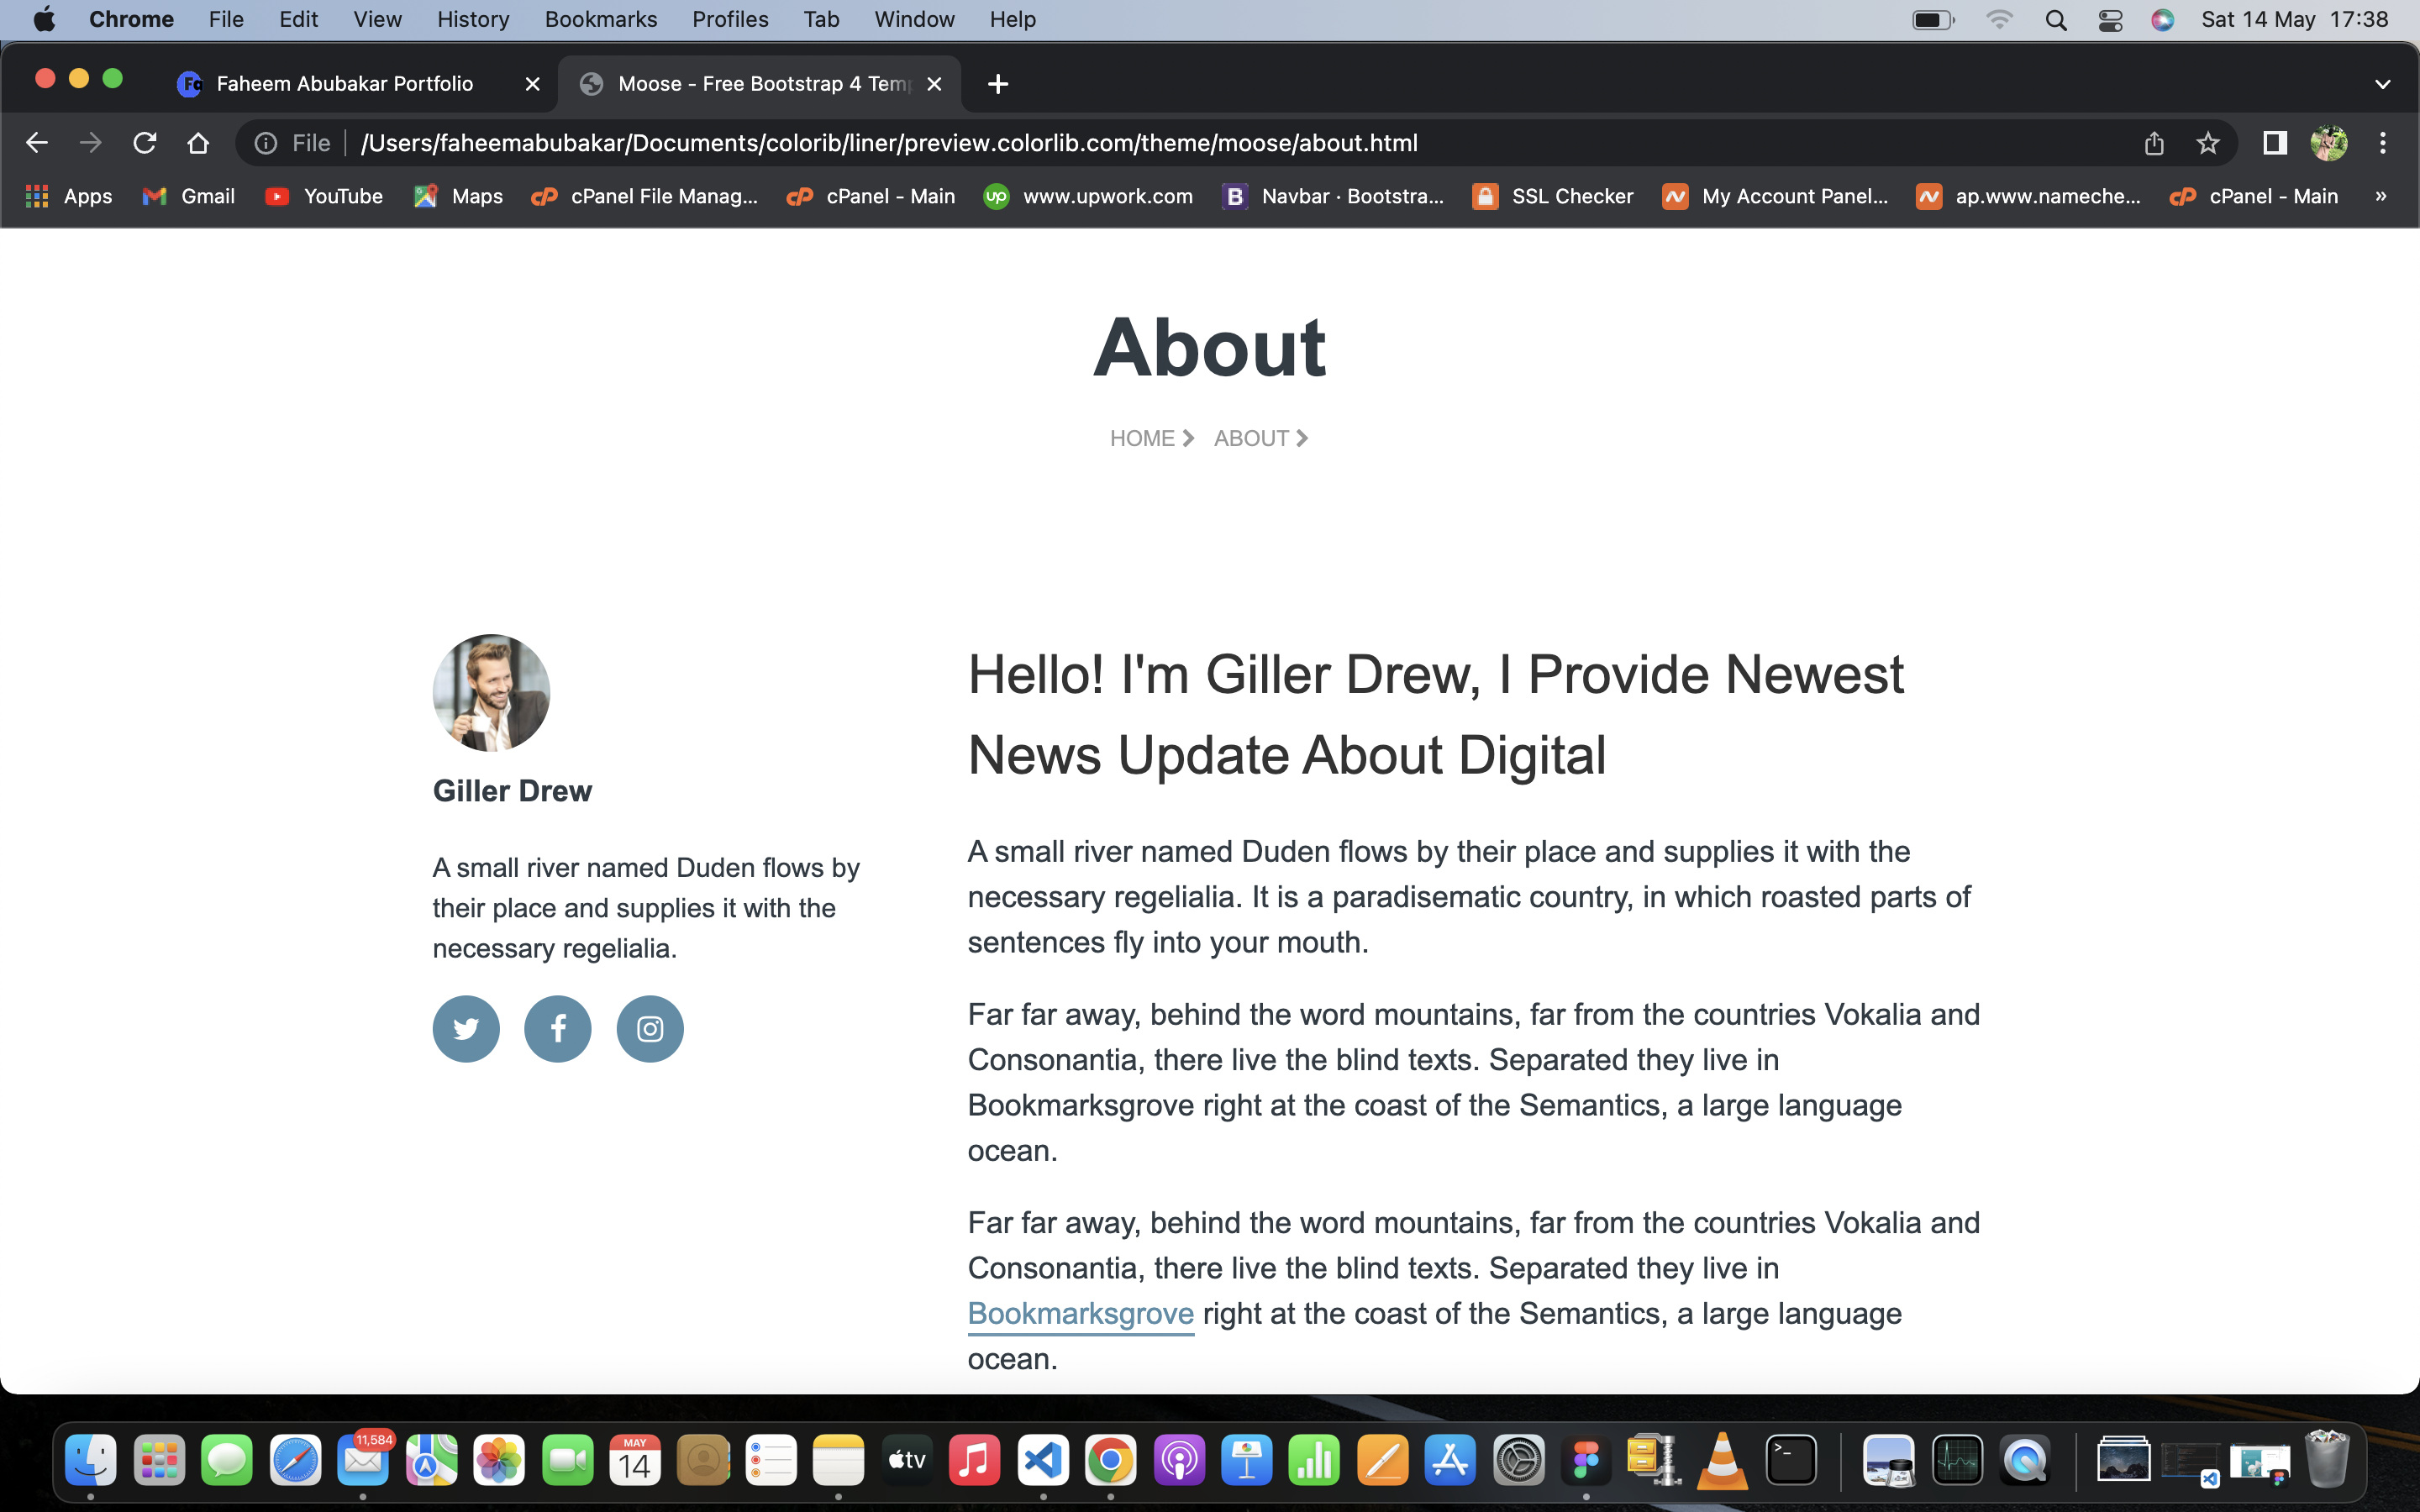 Chrome File Edit View History Bookmarks Profiles Tab Window Help Sat 14 May 17:38
Faheem Abubakar Portfolio Moose - Free Bootstrap 4 Temp
File /Users/faheemabubakar/Documents/colorib/liner/preview.colorlib.com/theme/moose/about.html
Apps Gmail YouTube Maps cP cPanel File Manag... cP cPanel - Main up www.upwork.com B Navbar · Bootstra... SSL Checker My Account Panel... ap.www.nameche... cP cPanel - Main »
About
HOME ABOUT
Giller Drew
A small river named Duden flows by
their place and supplies it with the
necessary regelialia.
Hello! I'm Giller Drew, I Provide Newest
News Update About Digital
A small river named Duden flows by their place and supplies it with the
necessary regelialia. It is a paradisematic country, in which roasted parts of
sentences fly into your mouth.
Far far away, behind the word mountains, far from the countries Vokalia and
Consonantia, there live the blind texts. Separated they live in
Bookmarksgrove right at the coast of the Semantics, a large language
ocean.
Far far away, behind the word mountains, far from the countries Vokalia and
Consonantia, there live the blind texts. Separated they live in
Bookmarksgrove right at the coast of the Semantics, a large language
ocean.
11,584 MAY tv
14